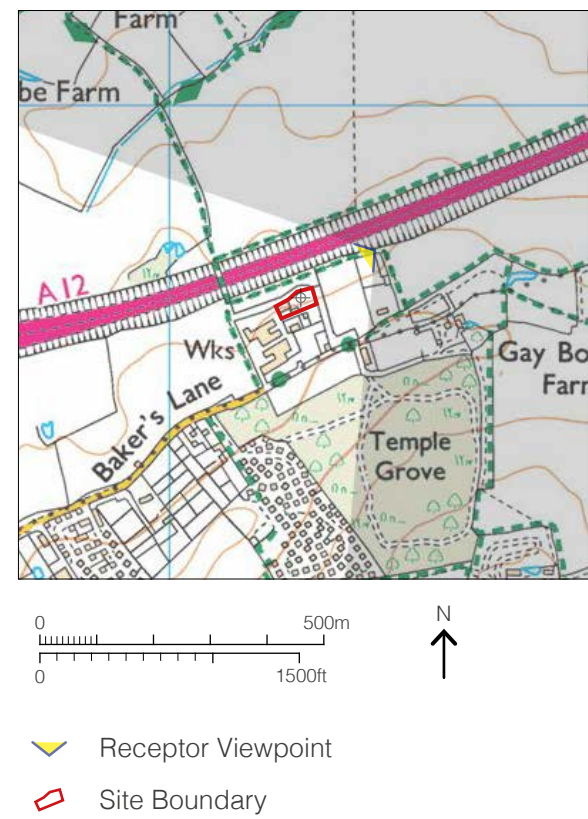 Farm
be Farm
A12
Wks
Gay Bo
Farr
Baker's Lane
Temple
Grove
0
500m
0
1500ft
N
Receptor Viewpoint
Site Boundary